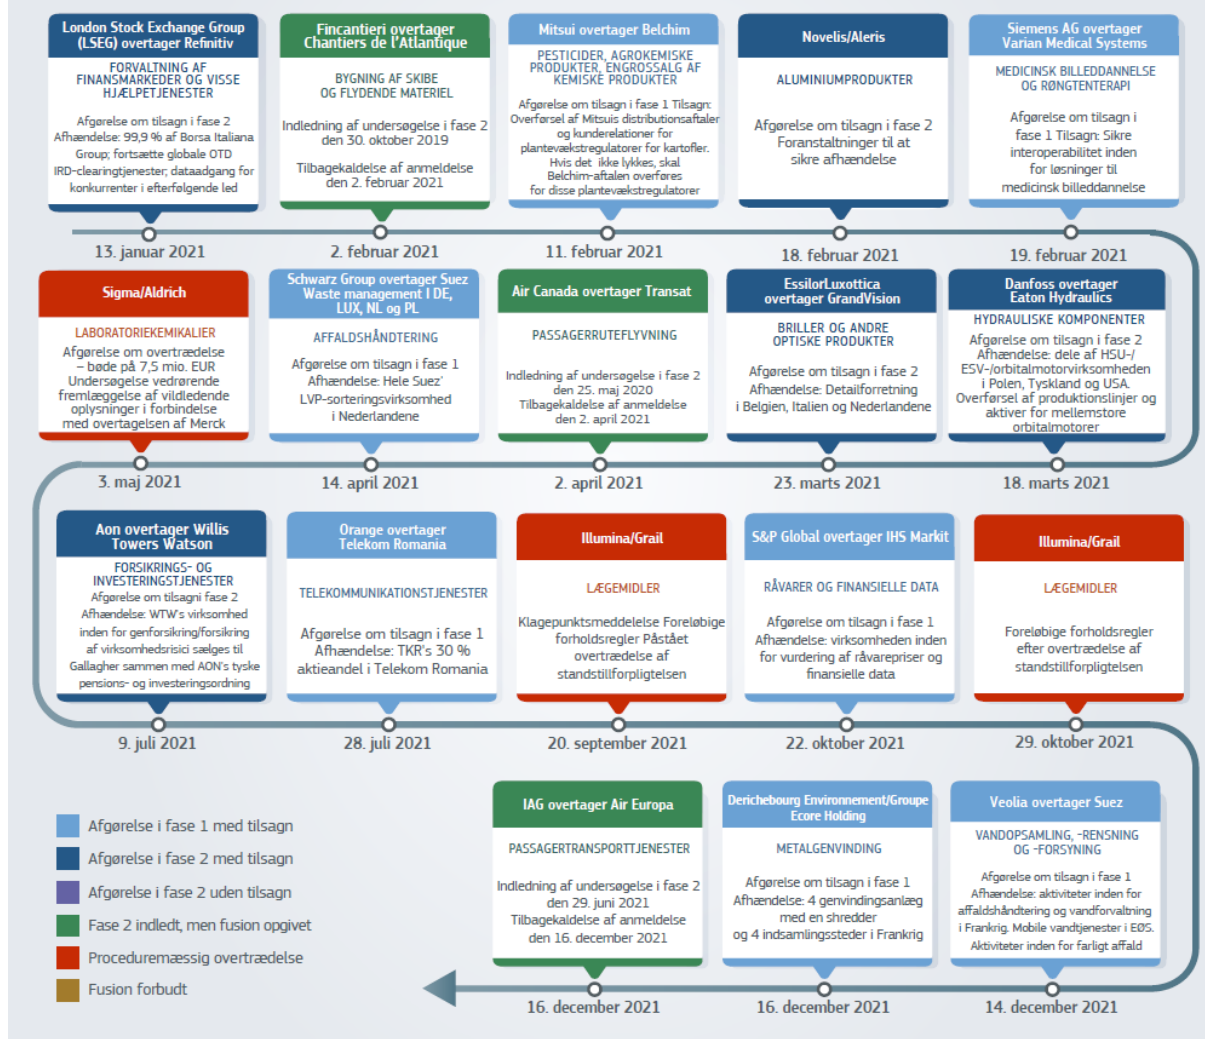 London Stock Exchange Group
(LSEG) overtager Refinitiv
FORVALTNING AF
FINANSMARKEDER OG VISSE
HJÆLPETJENESTER
Afgørelse om tilsagn i fase 2
Afhændelse: 99,9 % af Borsa Italiana
Group; fortsætte globale OTD
IRD-clearingtjenester; dataadgang for
konkurrenter i efterfølgende led
13. januar 2021
Fincantieri overtager
Chantiers de l'Atlantique
BYGNING AF SKIBE
OG FLYDENDE MATERIEL
Indledning af undersøgelse i fase 2
den 30. oktober 2019
Tilbagekaldelse af anmeldelse
den 2. februar 2021
2. februar 2021
Mitsui overtager Belchim
PESTICIDER, AGROKEMISKE
PRODUKTER, ENGROSSALG AF
KEMISKE PRODUKTER
Afgørelse om tilsagn i fase 1 Tilsagn:
Overførsel af Mitsuis distributionsaftaler
og kunderelationer for
plantevækstregulatorer for kartofler.
Hvis det ikke lykkes, skal
Belchim-aftalen overføres
for disse plantevækstregulatorer
11. februar 2021
Novelis/Aleris
ALUMINIUMPRODUKTER
Afgørelse om tilsagn i fase 2
Foranstaltninger til at
sikre afhændelse
18. februar 2021
Siemens AG overtager
Varian Medical Systems
MEDICINSK BILLEDDANNELSE
OG RØNGTENTERAPI
Afgørelse om tilsagn i
fase 1 Tilsagn: Sikre
interoperabilitet inden
for løsninger til
medicinsk billeddannelse
19. februar 2021
Sigma/Aldrich
LABORATORIEKEMIKALIER
Afgørelse om overtrædelse
– bøde på 7,5 mio. EUR
Undersøgelse vedrørende
fremlæggelse af vildledende
oplysninger i forbindelse
med overtagelsen af Merck
3. maj 2021
Schwarz Group overtager Suez
Waste management I DE,
LUX, NL og PL
AFFALDSHÅNDTERING
Afgørelse om tilsagn i fase 1
Afhændelse: Hele Suez'
LVP-sorteringsvirksomhed
i Nederlandene
14. april 2021
Air Canada overtager Transat
PASSAGERRUTEFLYVNING
Indledning af undersøgelse i fase 2
den 25. maj 2020
Tilbagekaldelse af anmeldelse
den 2. april 2021
2. april 2021
EssilorLuxottica
overtager GrandVision
BRILLER OG ANDRE
OPTISKE PRODUKTER
Afgørelse om tilsagn i fase 2
Afhændelse: Detailforretning
i Belgien, Italien og Nederlandene
23. marts 2021
Danfoss overtager
Eaton Hydraulics
HYDRAULISKE KOMPONENTER
Afgørelse om tilsagn i fase 2
Afhændelse: dele af HSU-/
ESV-/orbitalmotorvirksomheden
i Polen, Tyskland og USA.
Overførsel af produktionslinjer og
aktiver for mellemstore
orbitalmotorer
18. marts 2021
Aon overtager Willis
Towers Watson
FORSIKRINGS- OG
INVESTERINGSTJENESTER
Afgørelse om tilsagni fase 2
Afhændelse: WTW's virksomhed
inden for genforsikring/forsikring
af virksomhedsrisici sælges til
Gallagher sammen med AON's tyske
pensions- og investeringsordning
9. juli 2021
Orange overtager
Telekom Romania
TELEKOMMUNIKATIONSTJENESTER
Afgørelse om tilsagn i fase 1
Afhændelse: TKR's 30 %
aktieandel i Telekom Romania
28. juli 2021
Illumina/Grail
LÆGEMIDLER
Klagepunktsmeddelelse Foreløbige
forholdsregler Påstået
overtrædelse af
standstillforpligtelsen
20. september 2021
S&P Global overtager IHS Markit
RÅVARER OG FINANSIELLE DATA
Afgørelse om tilsagn i fase 1
Afhændelse: virksomheden inden
for vurdering af råvarepriser og
finansielle data
22. oktober 2021
Illumina/Grail
LÆGEMIDLER
Foreløbige forholdsregler
efter overtrædelse af
standstillforpligtelsen
29. oktober 2021
IAG overtager Air Europa
PASSAGERTRANSPORTTJENESTER
Indledning af undersøgelse i fase 2
den 29. juni 2021
Tilbagekaldelse af anmeldelse
den 16. december 2021
16. december 2021
Derichebourg Environnement/Groupe
Ecore Holding
METALGENVINDING
Afgørelse om tilsagn i fase 1
Afhændelse: 4 genvindingsanlæg
med en shredder
og 4 indsamlingssteder i Frankrig
16. december 2021
Veolia overtager Suez
VANDOPSAMLING, -RENSNING
OG -FORSYNING
Afgørelse om tilsagn i fase 1
Afhændelse: aktiviteter inden for
affaldshåndtering og vandforvaltning
i Frankrig. Mobile vandtjenester i EØS.
Aktiviteter inden for farligt affald
14. december 2021
Afgørelse i fase 1 med tilsagn
Afgørelse i fase 2 med tilsagn
Afgørelse i fase 2 uden tilsagn
Fase 2 indledt, men fusion opgivet
Proceduremæssig overtrædelse
Fusion forbudt